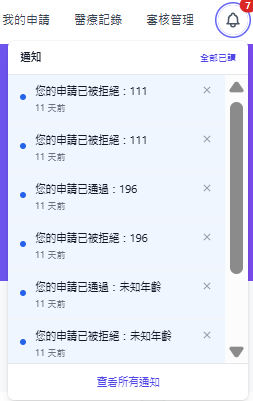 我的申請 醫療記錄 審核管理 7
通知 全部已讀
您的申請已被拒絕：111 ×
11 天前
您的申請已被拒絕：111 ×
11 天前
您的申請已通過：196 ×
11 天前
您的申請已被拒絕：196 ×
11 天前
您的申請已通過：未知年齡 ×
11 天前
您的申請已被拒絕：未知年齡 ×
11 天前
查看所有通知